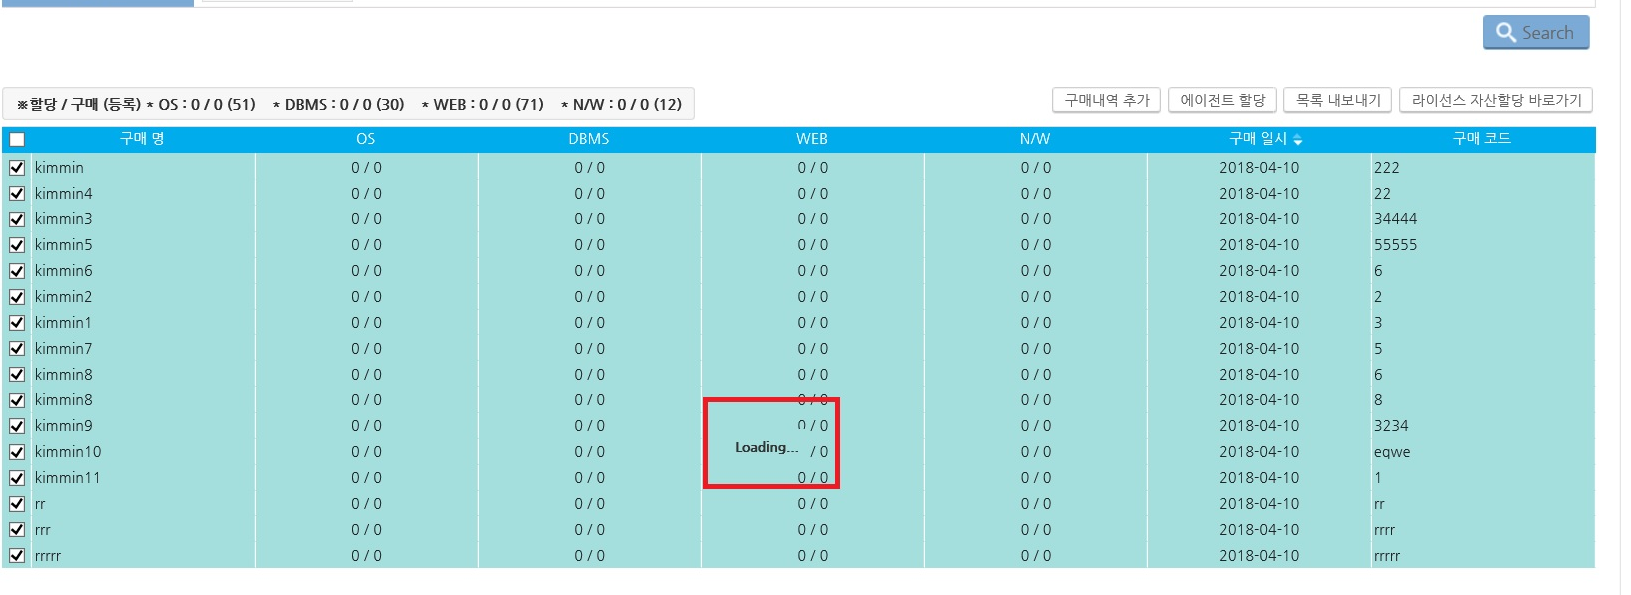 Search
※할당 / 구매 (등록) * OS : 0 / 0 (51) * DBMS : 0 / 0 (30) * WEB : 0 / 0 (71) * N/W : 0 / 0 (12) 구매내역 추가 에이전트 할당 목록 내보내기 라이선스 자산할당 바로가기
구매 명 OS DBMS WEB N/W 구매 일시 구매 코드
kimmin 0 / 0 0 / 0 0 / 0 0 / 0 2018-04-10 222
kimmin4 0 / 0 0 / 0 0 / 0 0 / 0 2018-04-10 22
kimmin3 0 / 0 0 / 0 0 / 0 0 / 0 2018-04-10 34444
kimmin5 0 / 0 0 / 0 0 / 0 0 / 0 2018-04-10 55555
kimmin6 0 / 0 0 / 0 0 / 0 0 / 0 2018-04-10 6
kimmin2 0 / 0 0 / 0 0 / 0 0 / 0 2018-04-10 2
kimmin1 0 / 0 0 / 0 0 / 0 0 / 0 2018-04-10 3
kimmin7 0 / 0 0 / 0 0 / 0 0 / 0 2018-04-10 5
kimmin8 0 / 0 0 / 0 0 / 0 0 / 0 2018-04-10 6
kimmin8 0 / 0 0 / 0 0 / 0 0 / 0 2018-04-10 8
kimmin9 0 / 0 0 / 0 0 / 0 0 / 0 2018-04-10 3234
Loading...
kimmin10 0 / 0 0 / 0 / 0 0 / 0 2018-04-10 eqwe
kimmin11 0 / 0 0 / 0 0 / 0 0 / 0 2018-04-10 1
rr 0 / 0 0 / 0 0 / 0 0 / 0 2018-04-10 rr
rrr 0 / 0 0 / 0 0 / 0 0 / 0 2018-04-10 rrrr
rrrrr 0 / 0 0 / 0 0 / 0 0 / 0 2018-04-10 rrrrr